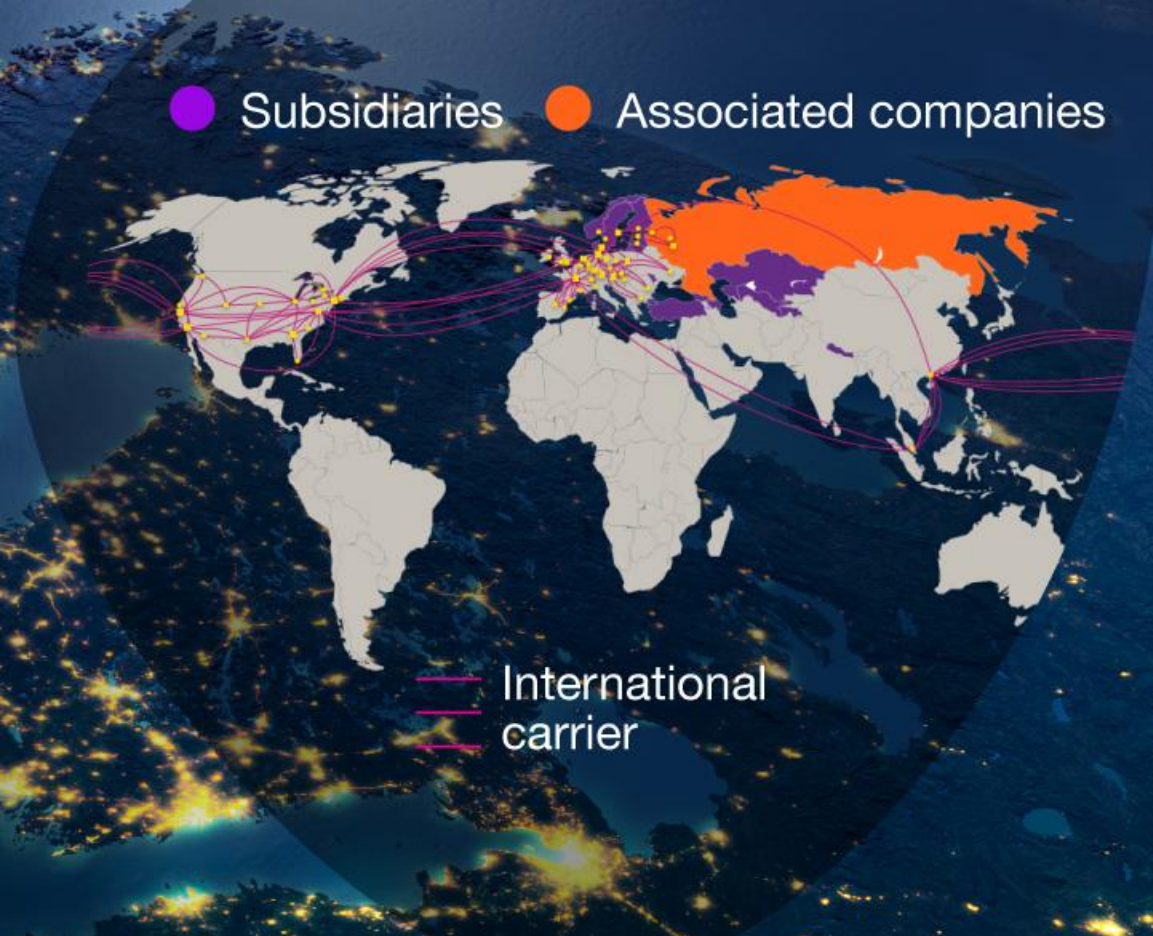 Subsidiaries
Associated companies
International
carrier